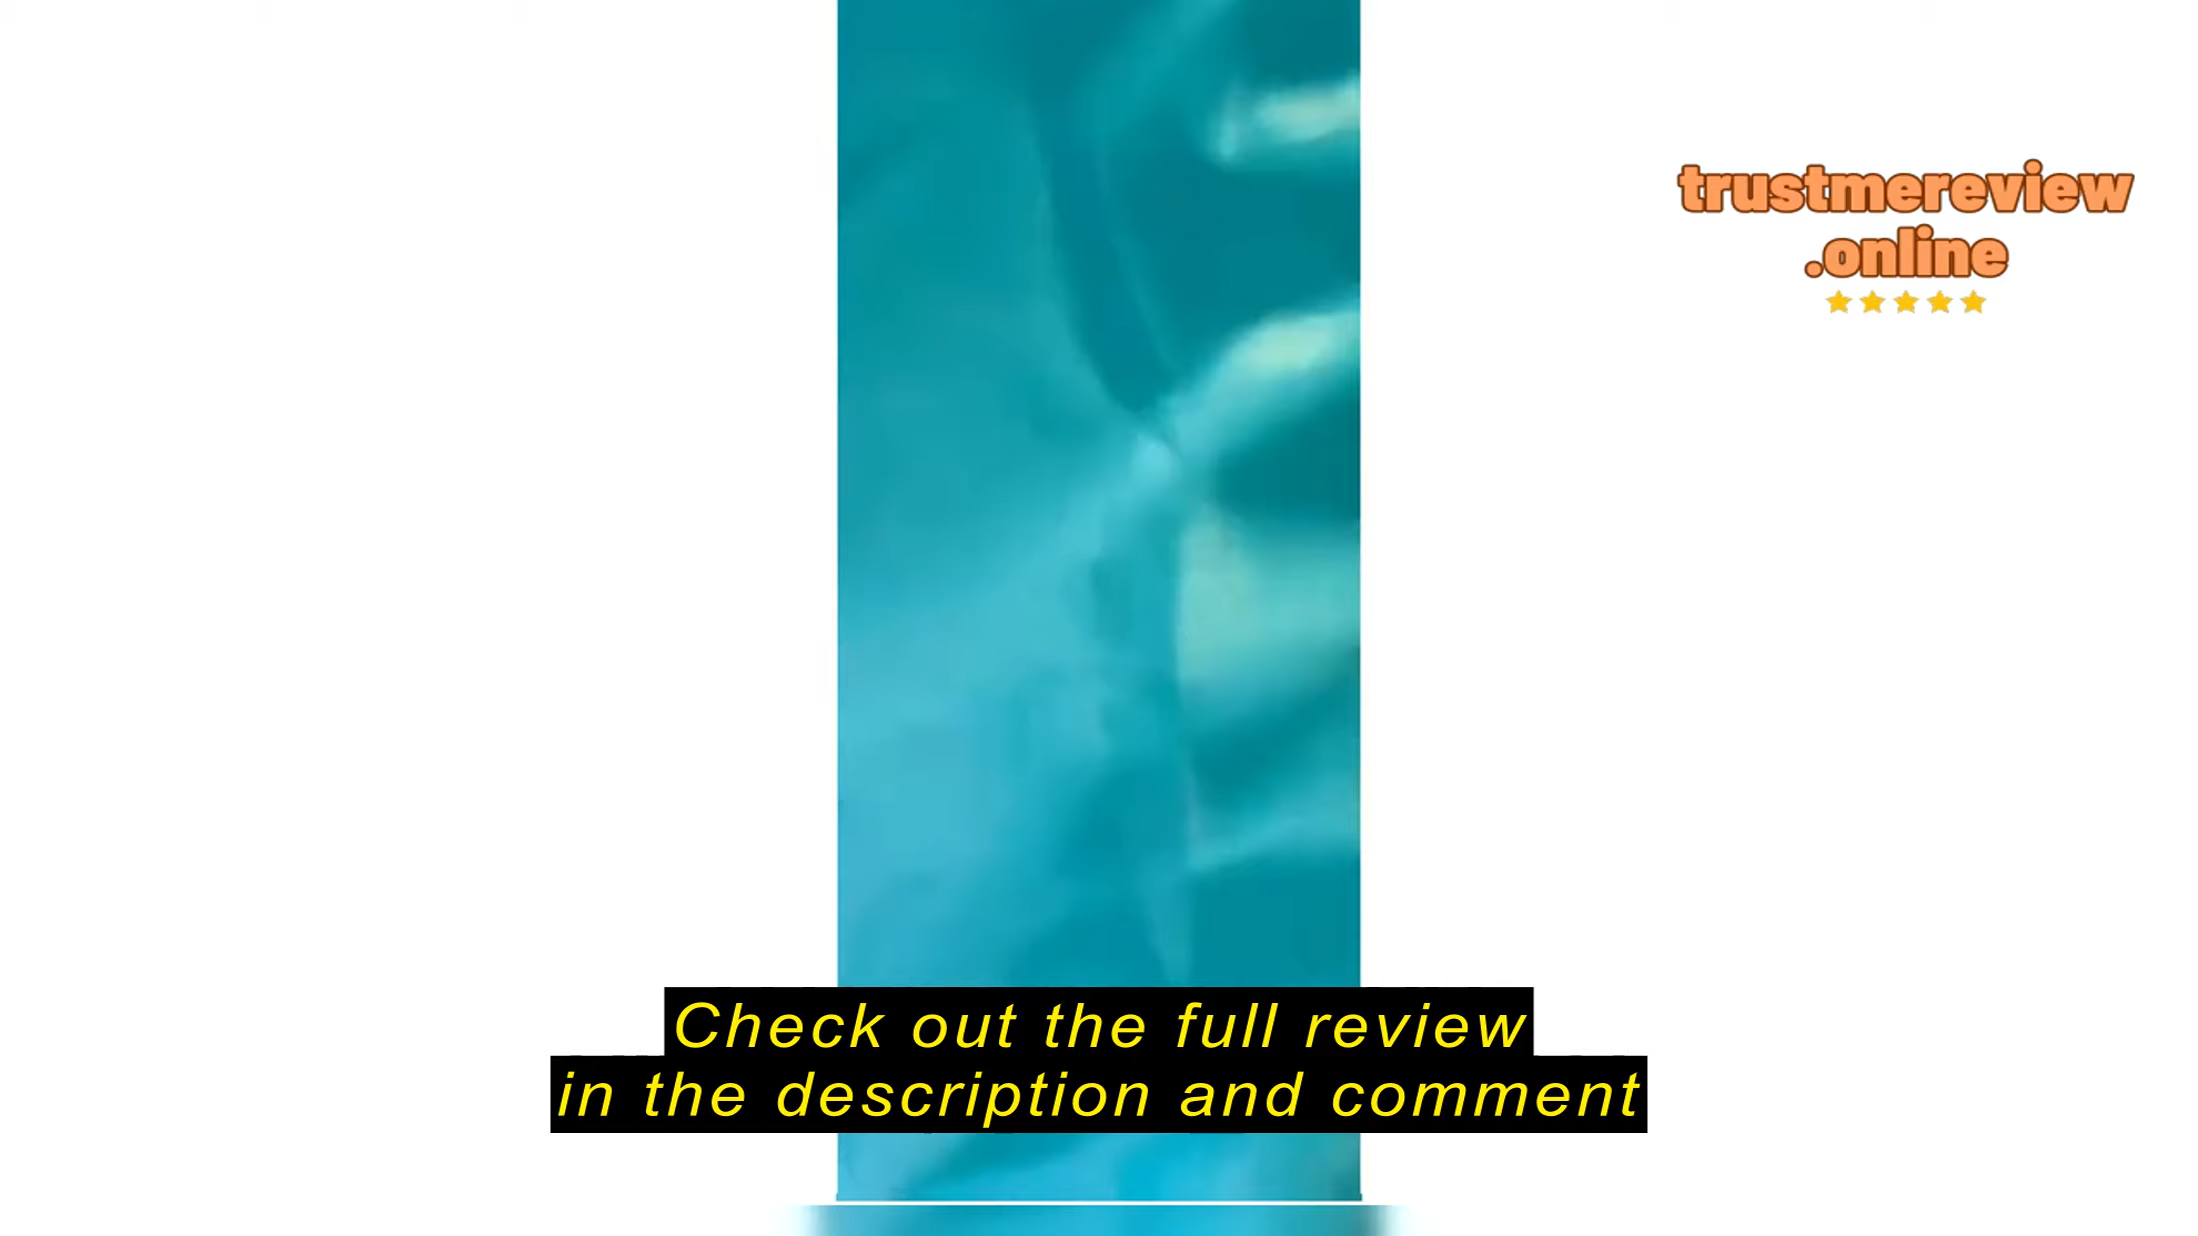 trustmereview
.online
Check out the full review
in the description and comment